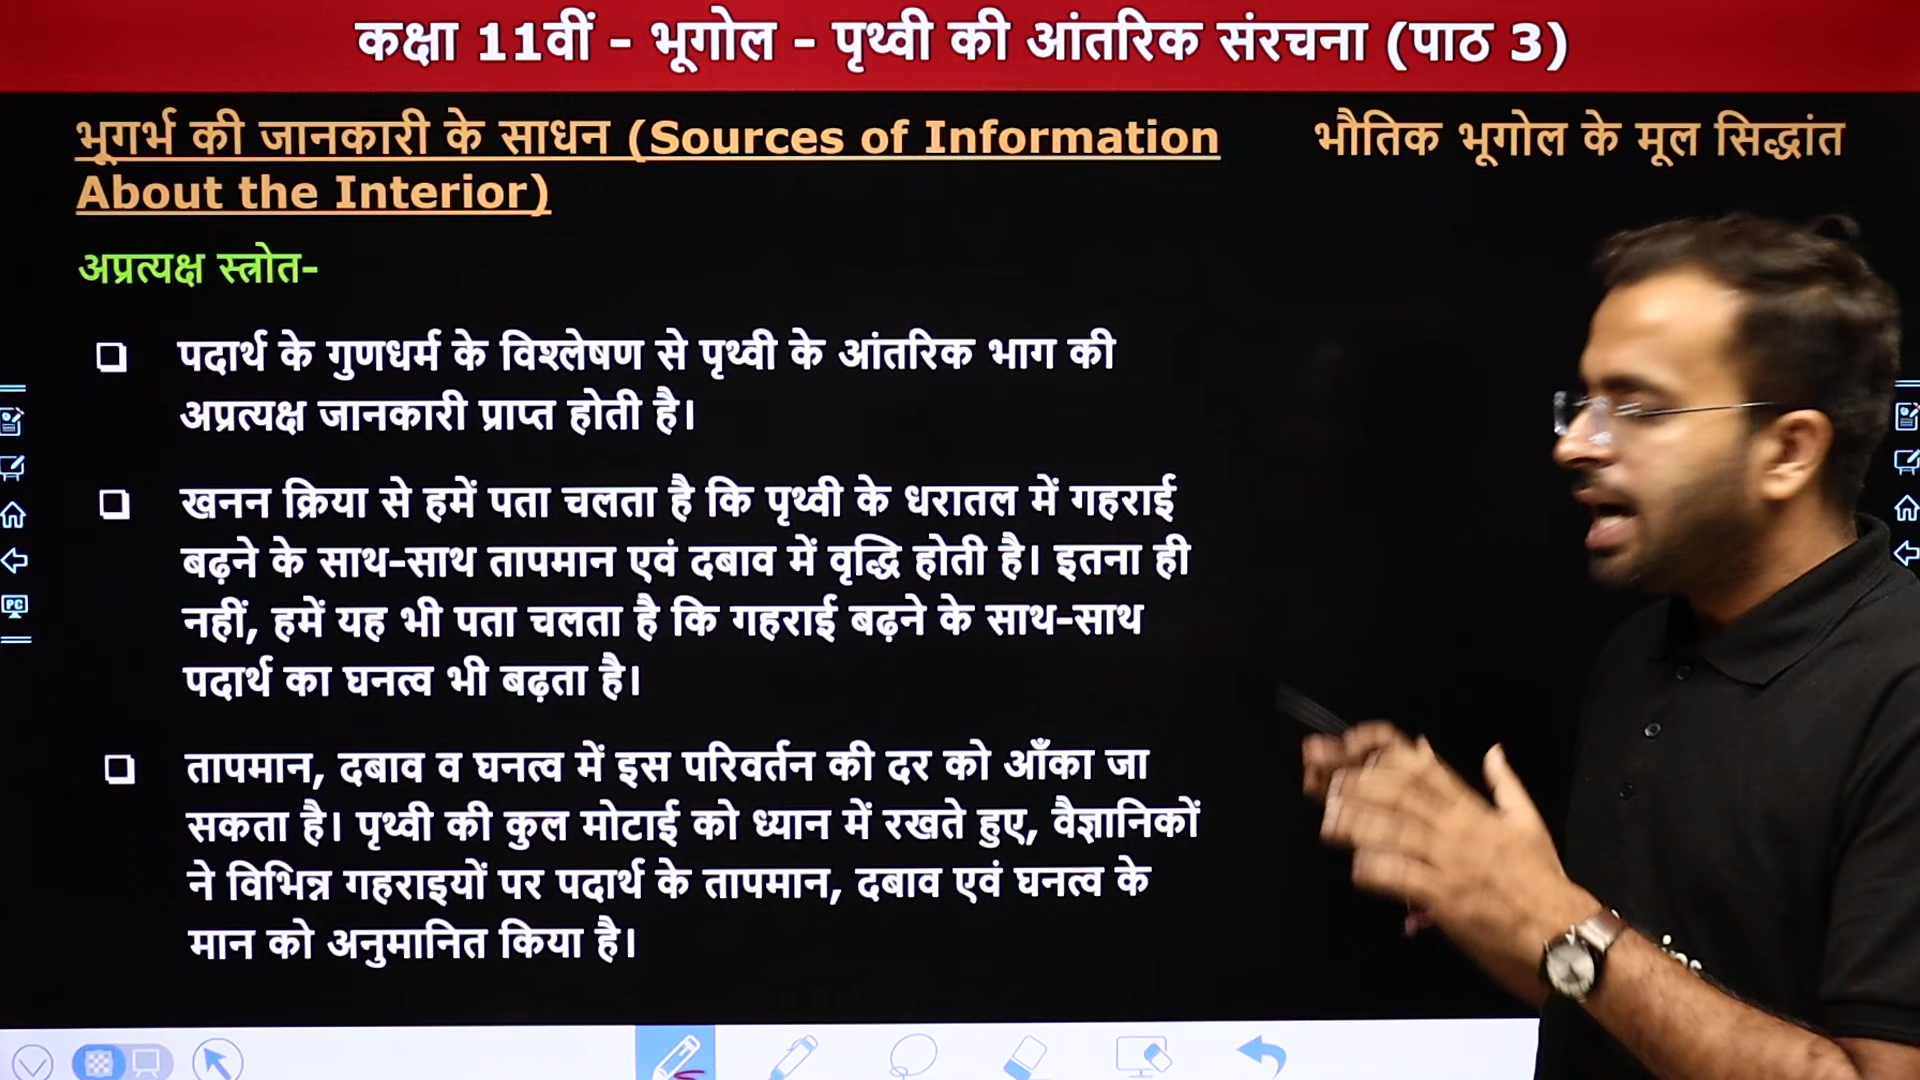 कक्षा 11वीं - भूगोल - पृथ्वी की आंतरिक संरचना (पाठ 3)
भूगर्भ की जानकारी के साधन (Sources of Information
About the Interior)
भौतिक भूगोल के मूल सिद्धांत
अप्रत्यक्ष स्त्रोत-
❑ पदार्थ के गुणधर्म के विश्लेषण से पृथ्वी के आंतरिक भाग की
अप्रत्यक्ष जानकारी प्राप्त होती है।
❑ खनन क्रिया से हमें पता चलता है कि पृथ्वी के धरातल में गहराई
बढ़ने के साथ-साथ तापमान एवं दबाव में वृद्धि होती है। इतना ही
नहीं, हमें यह भी पता चलता है कि गहराई बढ़ने के साथ-साथ
पदार्थ का घनत्व भी बढ़ता है।
❑ तापमान, दबाव व घनत्व में इस परिवर्तन की दर को आँका जा
सकता है। पृथ्वी की कुल मोटाई को ध्यान में रखते हुए, वैज्ञानिकों
ने विभिन्न गहराइयों पर पदार्थ के तापमान, दबाव एवं घनत्व के
मान को अनुमानित किया है।
PC